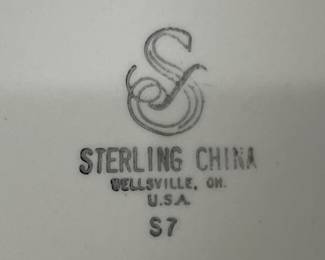 S
STERLING CHINA
WELLSVILLE, OH.
U.S.A.
S7